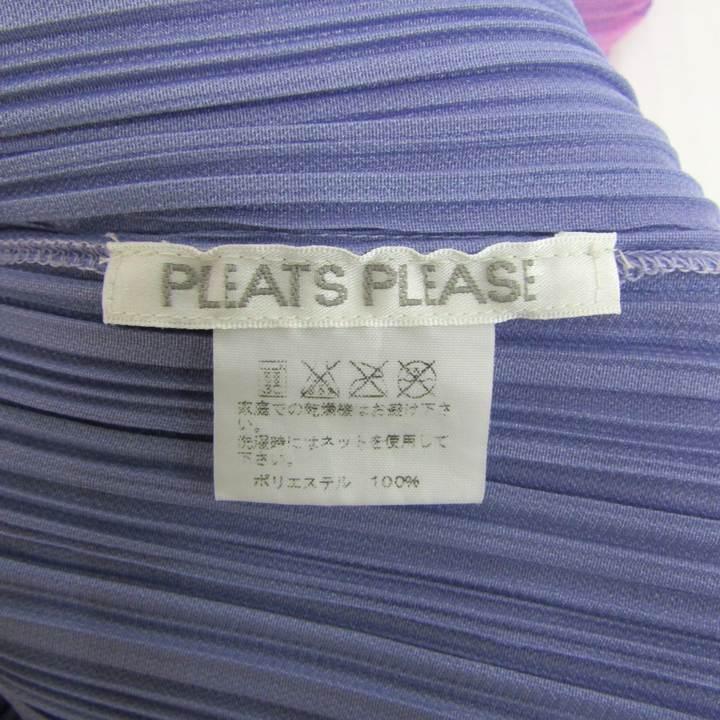 PLEATS PLEASE
家庭での乾燥機はお避け下さ
い。
洗濯時にはネットを使用して
下さい。
ポリエステル 100%